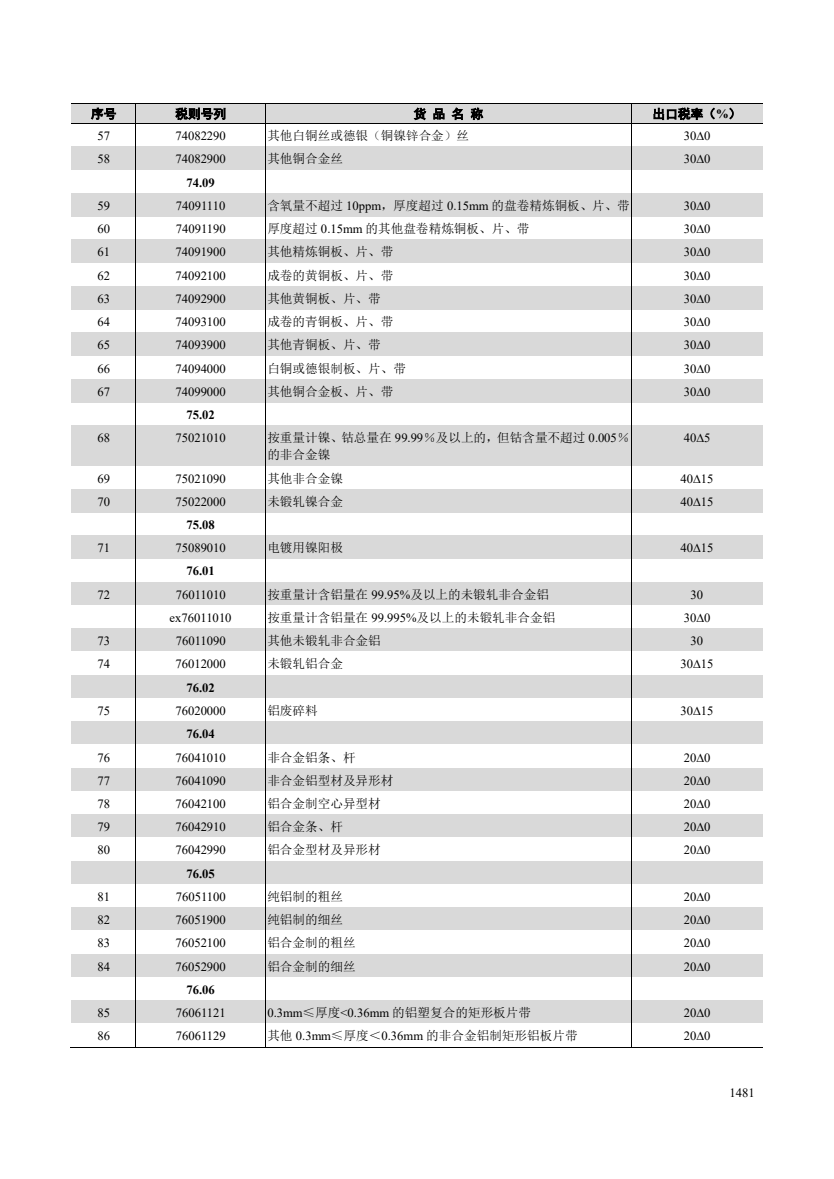 序号 税则号列 货 品 名 称 出口税率（%）
57 74082290 其他白铜丝或德银（铜镍锌合金）丝 30Δ0
58 74082900 其他铜合金丝 30Δ0
74.09
59 74091110 含氧量不超过 10ppm，厚度超过 0.15mm 的盘卷精炼铜板、片、带 30Δ0
60 74091190 厚度超过 0.15mm 的其他盘卷精炼铜板、片、带 30Δ0
61 74091900 其他精炼铜板、片、带 30Δ0
62 74092100 成卷的黄铜板、片、带 30Δ0
63 74092900 其他黄铜板、片、带 30Δ0
64 74093100 成卷的青铜板、片、带 30Δ0
65 74093900 其他青铜板、片、带 30Δ0
66 74094000 白铜或德银制板、片、带 30Δ0
67 74099000 其他铜合金板、片、带 30Δ0
75.02
68 75021010 按重量计镍、钴总量在 99.99％及以上的，但钴含量不超过 0.005％ 40Δ5
的非合金镍
69 75021090 其他非合金镍 40Δ15
70 75022000 未锻轧镍合金 40Δ15
75.08
71 75089010 电镀用镍阳极 40Δ15
76.01
72 76011010 按重量计含铝量在 99.95%及以上的未锻轧非合金铝 30
ex76011010 按重量计含铝量在 99.995%及以上的未锻轧非合金铝 30Δ0
73 76011090 其他未锻轧非合金铝 30
74 76012000 未锻轧铝合金 30Δ15
76.02
75 76020000 铝废碎料 30Δ15
76.04
76 76041010 非合金铝条、杆 20Δ0
77 76041090 非合金铝型材及异形材 20Δ0
78 76042100 铝合金制空心异型材 20Δ0
79 76042910 铝合金条、杆 20Δ0
80 76042990 铝合金型材及异形材 20Δ0
76.05
81 76051100 纯铝制的粗丝 20Δ0
82 76051900 纯铝制的细丝 20Δ0
83 76052100 铝合金制的粗丝 20Δ0
84 76052900 铝合金制的细丝 20Δ0
76.06
85 76061121 0.3mm≤厚度<0.36mm 的铝塑复合的矩形板片带 20Δ0
86 76061129 其他 0.3mm≤厚度＜0.36mm 的非合金铝制矩形铝板片带 20Δ0
1481